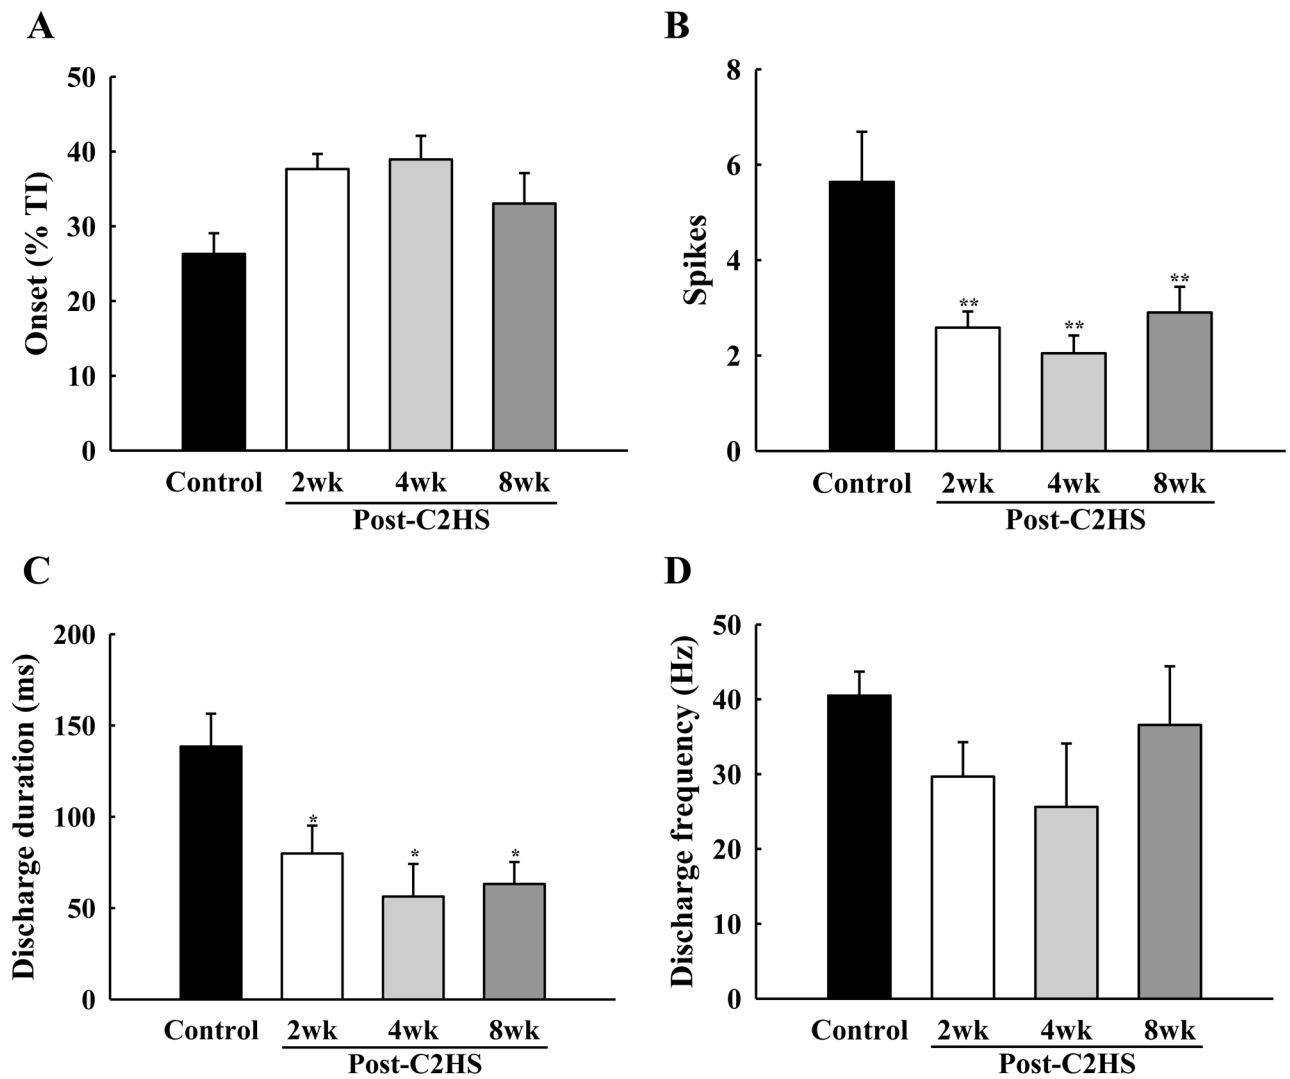 A
Onset (% TI)
50
40
30
20
10
0
Control 2wk 4wk 8wk
Post-C2HS
B
Spikes
8
6
4
2
0
** ** **
Control 2wk 4wk 8wk
Post-C2HS
C
Discharge duration (ms)
200
150
100
50
0
* * *
Control 2wk 4wk 8wk
Post-C2HS
D
Discharge frequency (Hz)
50
40
30
20
10
0
Control 2wk 4wk 8wk
Post-C2HS